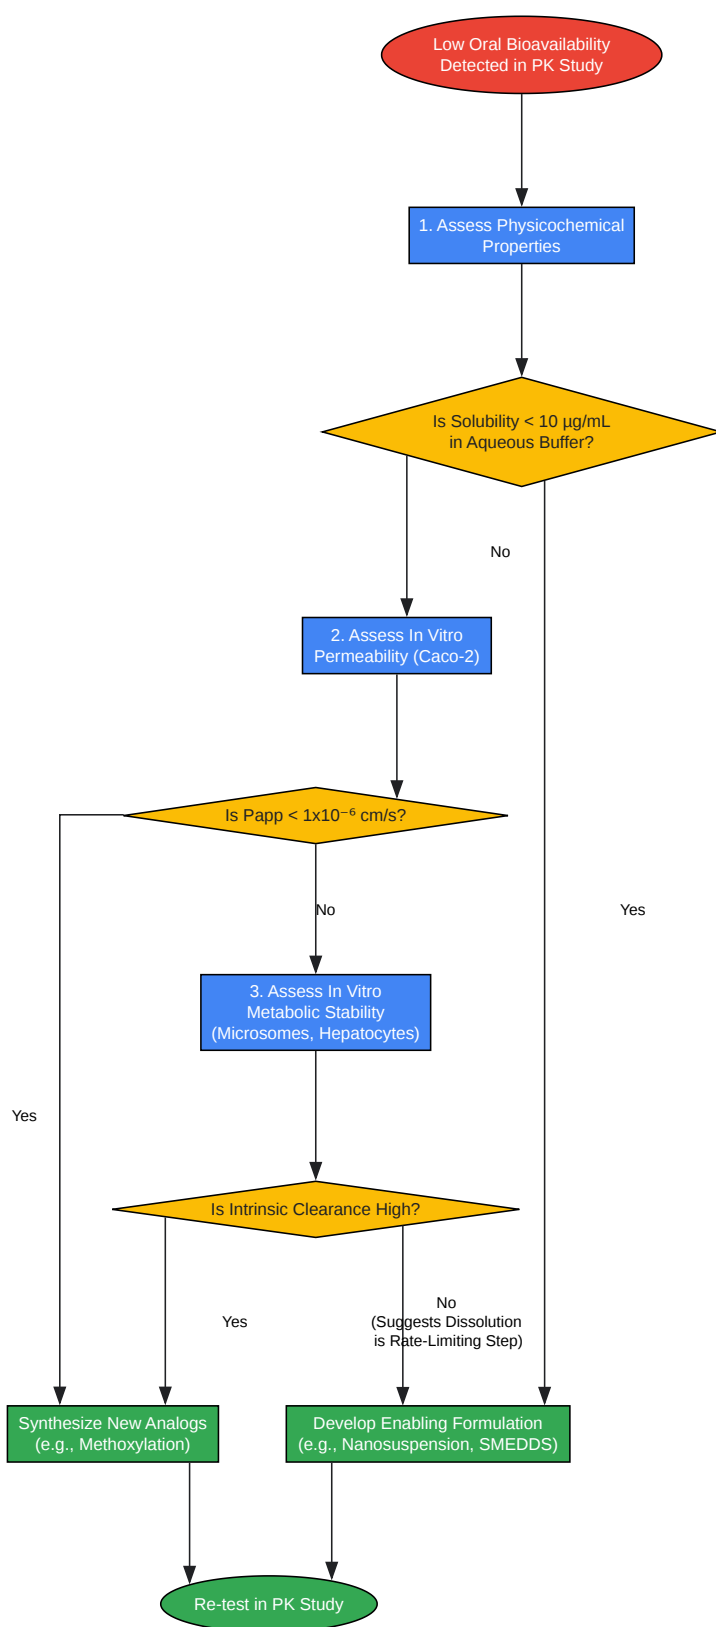 Low Oral Bioavailability
Detected in PK Study
1. Assess Physicochemical
Properties
Is Solubility < 10 µg/mL
in Aqueous Buffer?
No
2. Assess In Vitro
Permeability (Caco-2)
Is Papp < 1x10⁻⁶ cm/s?
No
Yes
3. Assess In Vitro
Metabolic Stability
(Microsomes, Hepatocytes)
Yes
Is Intrinsic Clearance High?
Yes
No
(Suggests Dissolution
is Rate-Limiting Step)
Synthesize New Analogs
(e.g., Methoxylation)
Develop Enabling Formulation
(e.g., Nanosuspension, SMEDDS)
Re-test in PK Study